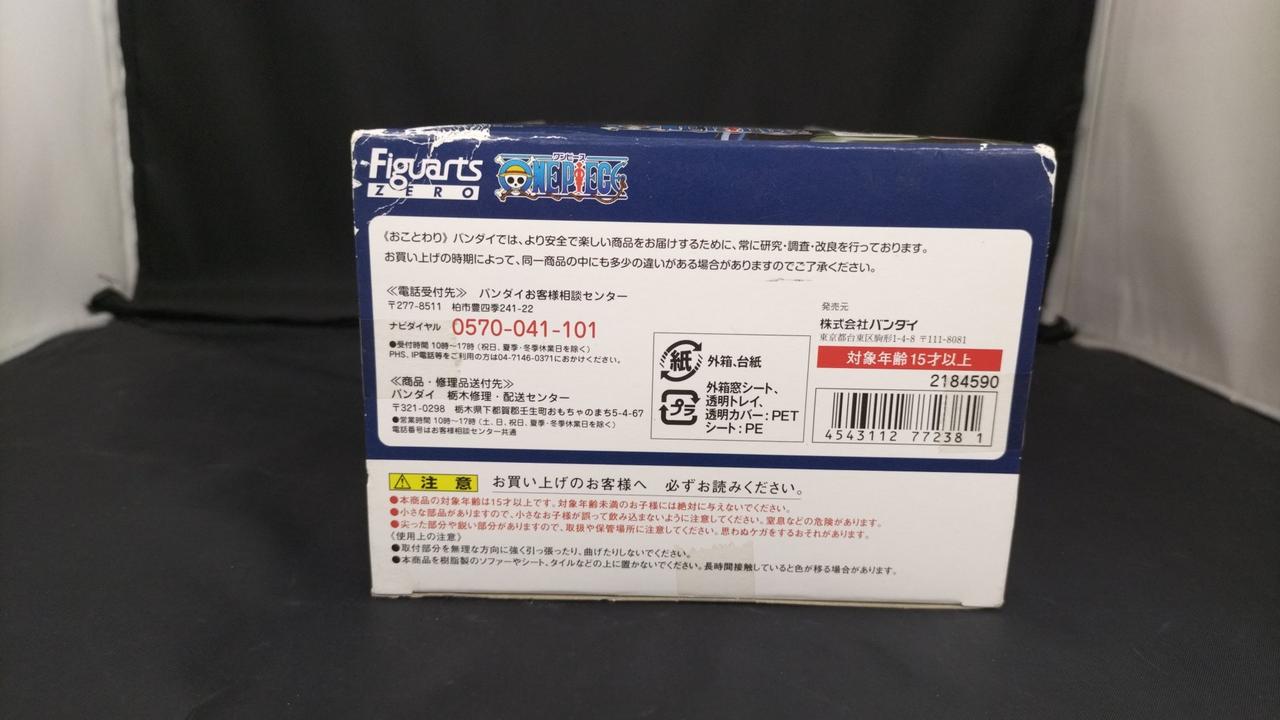 Figuarts
ZERO
ワンピース
ONE PIECE
《おことわり》バンダイでは、より安全で楽しい商品をお届けするために、常に研究・調査・改良を行っております。
お買い上げの時期によって、同一商品の中にも多少の違いがある場合がありますのでご了承ください。
≪電話受付先≫ バンダイお客様相談センター
〒277-8511 柏市豊四季241-22
ナビダイヤル 0570-041-101
●受付時間 10時〜17時(祝日、夏季・冬季休業日を除く)
PHS、IP電話等をご利用の方は04-7146-0371におかけください。
≪商品・修理品送付先≫
バンダイ 栃木修理・配送センター
〒321-0298 栃木県下都賀郡壬生町おもちゃのまち5-4-67
●営業時間 10時〜17時(土、日、祝日、夏季・冬季休業日を除く)
電話番号はお客様相談センター共通
紙 外箱、台紙
プラ 外箱窓シート、
透明トレイ、
透明カバー:PET
シート:PE
発売元
株式会社バンダイ
東京都台東区駒形1-4-8 〒111-8081
対象年齢15才以上
2184590
4543112 77238 1
注意 お買い上げのお客様へ 必ずお読みください。
●本商品の対象年齢は15才以上です。対象年齢未満のお子様には絶対に与えないでください。
●小さな部品がありますので、小さなお子様が誤って飲み込まないように注意してください。窒息などの危険があります。
●尖った部分や鋭い部分がありますので、取扱や保管場所に注意してください。思わぬケガをするおそれがあります。
《使用上の注意》
●取付部分を無理な方向に強く引っ張ったり、曲げたりしないでください。
●本商品を樹脂製のソファーやシート、タイルなどの上に置かないでください。長時間接触していると色が移る場合があります。